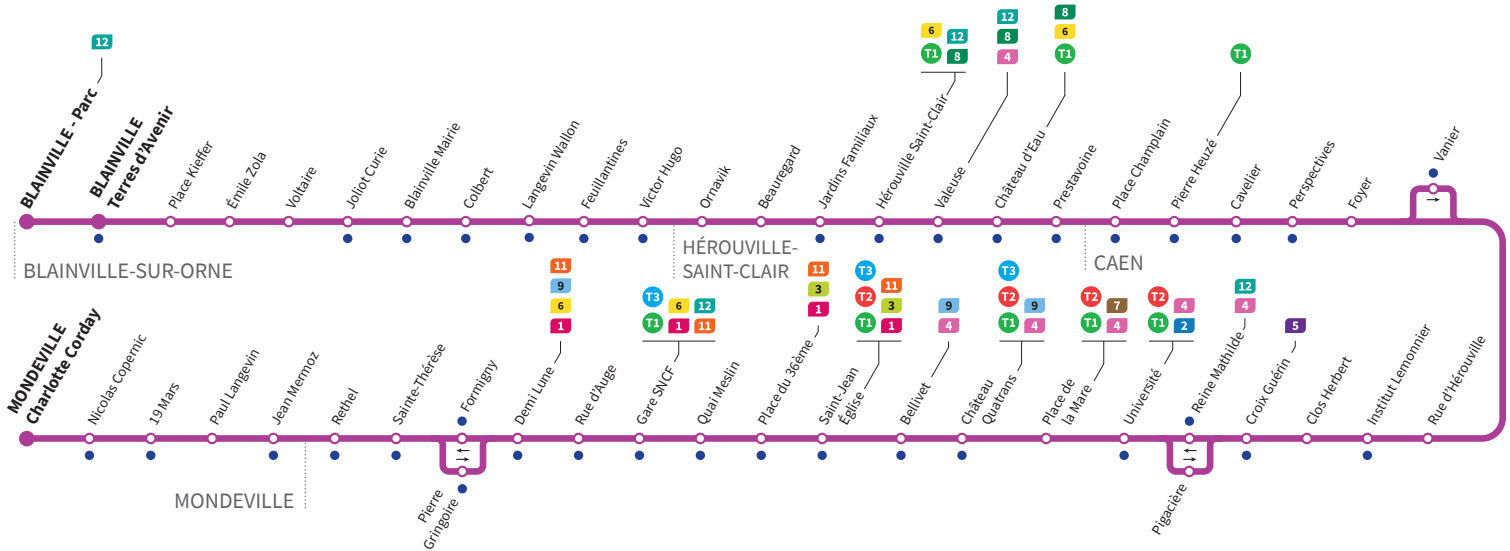 12
BLAINVILLE - Parc
BLAINVILLE
Terres d'Avenir
Place Kieffer
Émile Zola
Voltaire
Joliot Curie
Blainville Mairie
Colbert
Langevin Wallon
Feuillantines
Victor Hugo
Ornavik
Beauregard
Jardins Familiaux
6 12
T1 8
Hérouville Saint-Clair
12
8
4
Valeuse
8
6
T1
Château d'Eau
Prestavoine
Place Champlain
T1
Pierre Heuzé
Cavelier
Perspectives
Foyer
Vanier
BLAINVILLE-SUR-ORNE
HÉROUVILLE-
SAINT-CLAIR
CAEN
MONDEVILLE
Charlotte Corday
Nicolas Copernic
19 Mars
Paul Langevin
Jean Mermoz
Rethel
Sainte-Thérèse
Formigny
Pierre
Gringoire
11
9
6
1
Demi Lune
Rue d'Auge
T3 6 12
T1 1 11
Gare SNCF
Quai Meslin
11
3
1
Place du 36ème
T3
T2 11
3
T1 1
Saint-Jean
Église
9
4
Bellivet
T3
T2 9
T1 4
Château
Quatrans
T2 7
T1 4
Place de
la Mare
T2 4
T1 2
Université
12
4
Reine Mathilde
Pigacière
5
Croix Guérin
Clos Herbert
Institut Lemonnier
Rue d'Hérouville
MONDEVILLE